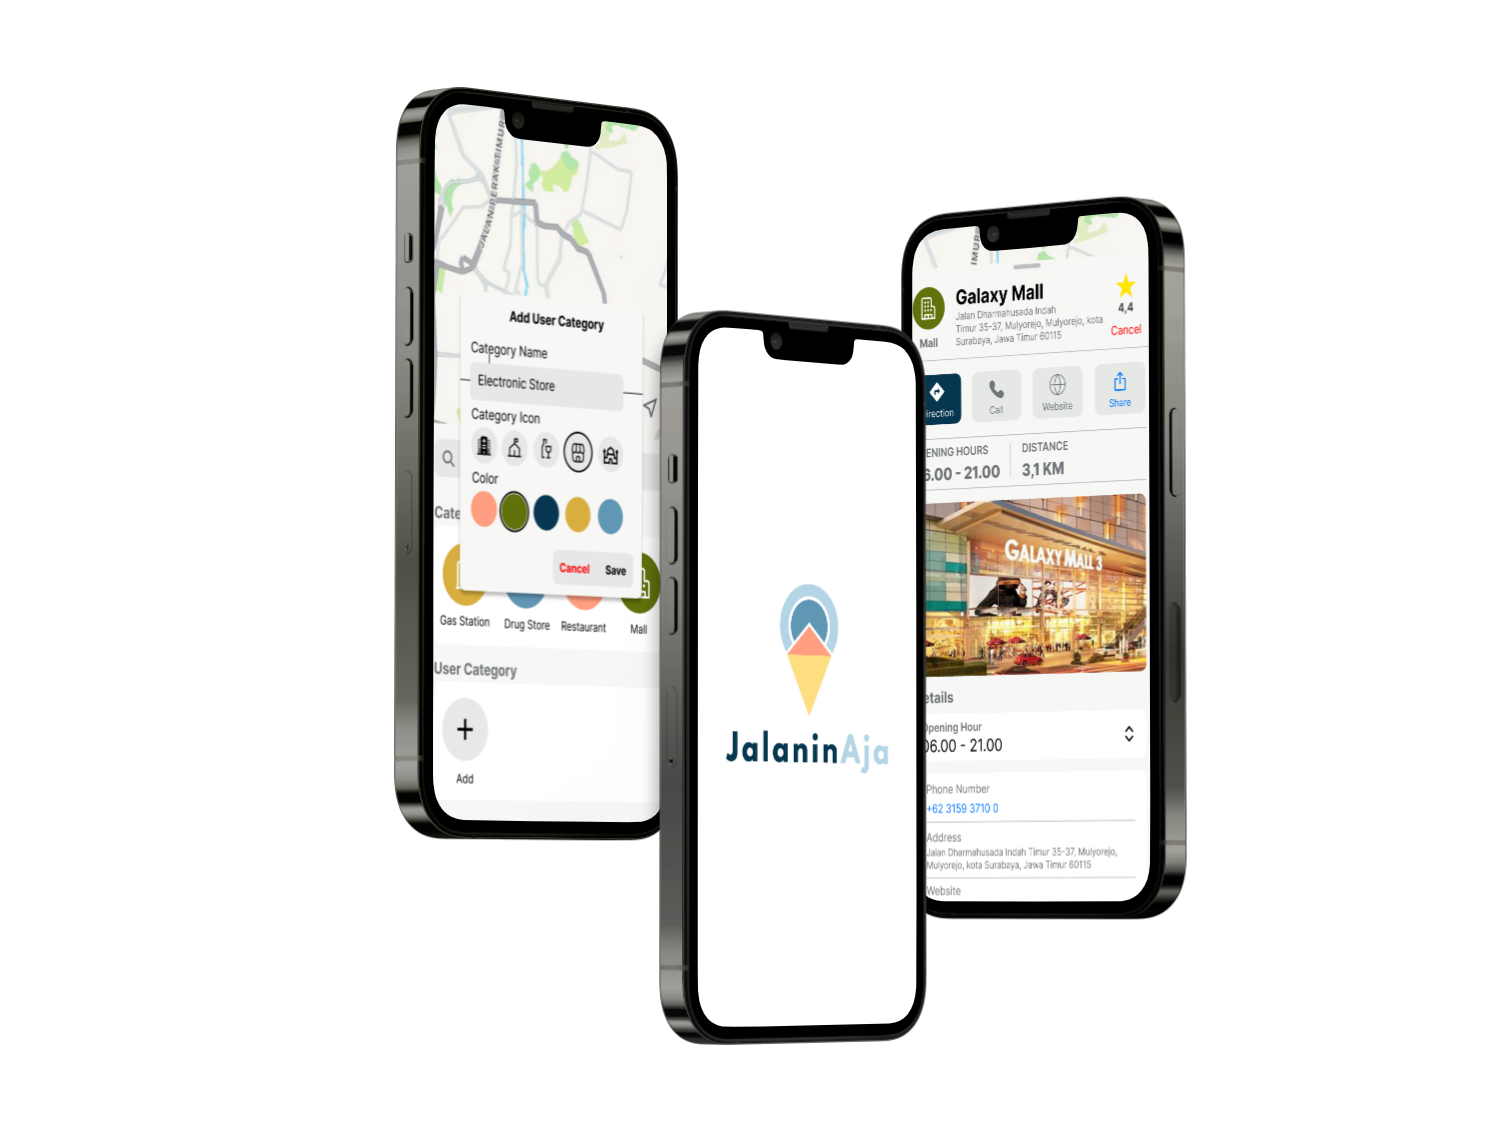 JALAN PERAK TIMUR
Add User Category
Category Name
Electronic Store
Category Icon
Color
Cate
Cancel Save
Gas Station Drug Store Restaurant Mall
User Category
Add
JalaninAja
IMUR
Galaxy Mall
Jalan Dharmahusada Indah
Timur 35-37, Mulyorejo, Mulyorejo, kota
Surabaya, Jawa Timur 60115
Mall
4,4
Cancel
irection Call Website Share
ENING HOURS DISTANCE
6.00 - 21.00 3,1 KM
GALAXY MALL 3
etails
Opening Hour
06.00 - 21.00
Phone Number
+62 3159 3710 0
Address
Jalan Dharmahusada Indah Timur 35-37, Mulyorejo,
Mulyorejo, kota Surabaya, Jawa Timur 60115
Website